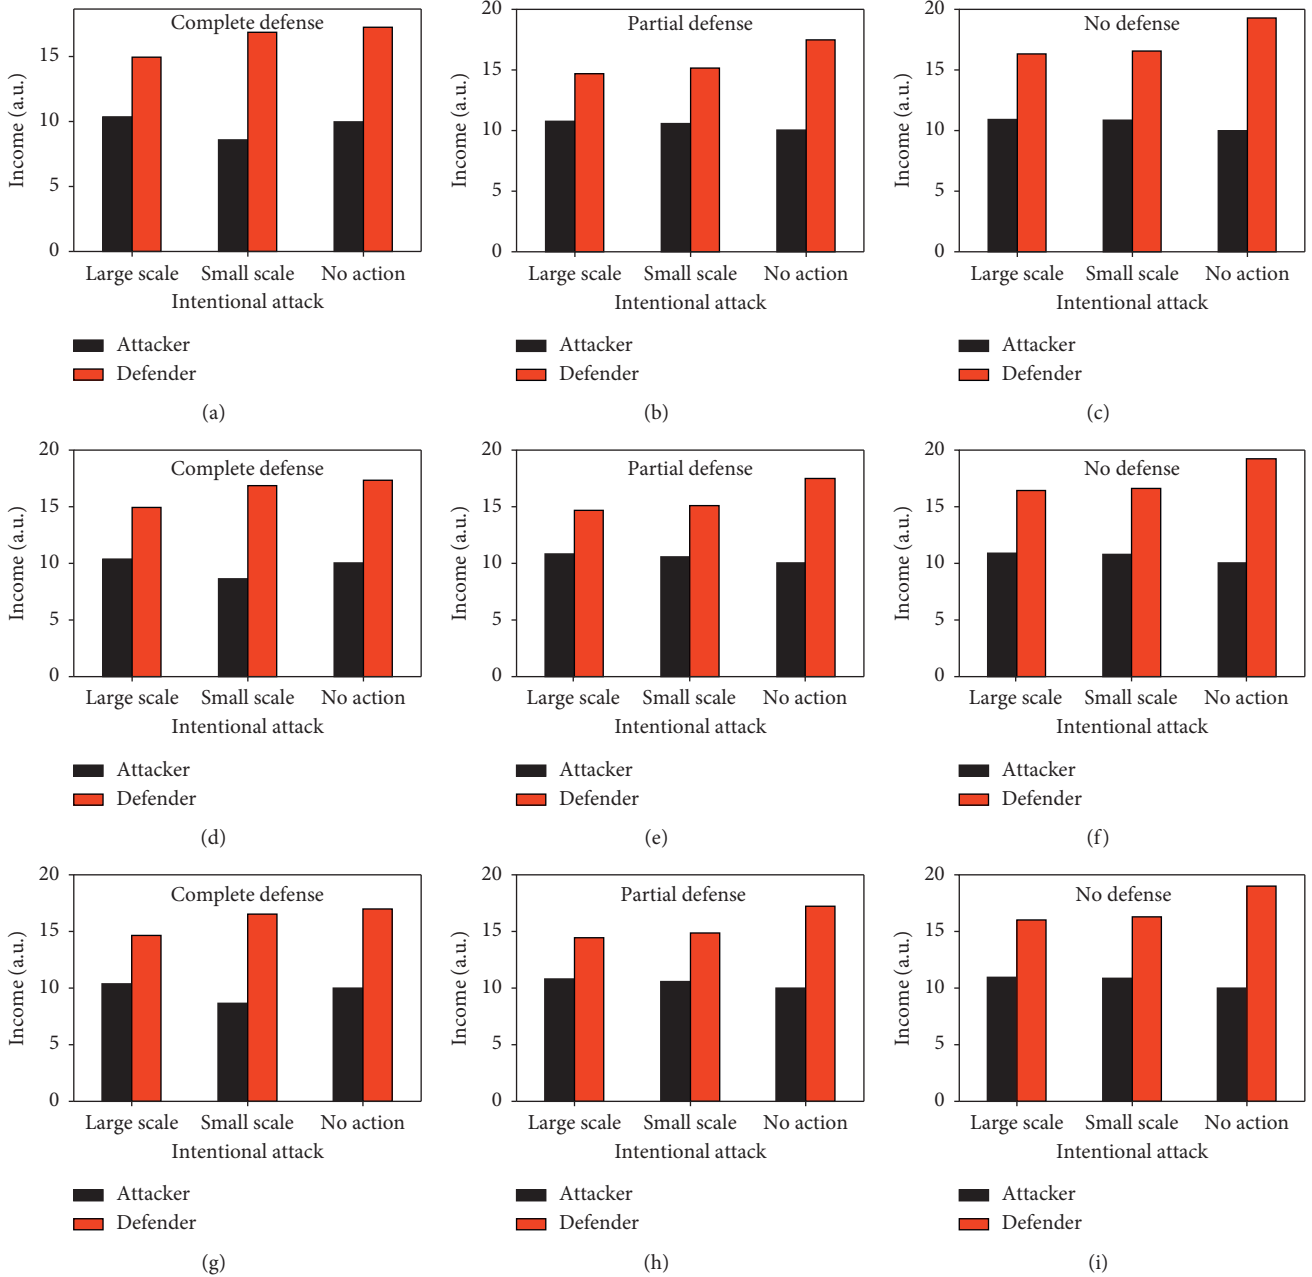 Complete defense
15
10
5
0
Income (a.u.)
Large scale Small scale No action
Intentional attack
Attacker
Defender
(a)
Partial defense
20
15
10
5
0
Income (a.u.)
Large scale Small scale No action
Intentional attack
Attacker
Defender
(b)
No defense
20
15
10
5
0
Income (a.u.)
Large scale Small scale No action
Intentional attack
Attacker
Defender
(c)
Complete defense
20
15
10
5
0
Income (a.u.)
Large scale Small scale No action
Intentional attack
Attacker
Defender
(d)
Partial defense
20
15
10
5
0
Income (a.u.)
Large scale Small scale No action
Intentional attack
Attacker
Defender
(e)
No defense
20
15
10
5
0
Income (a.u.)
Large scale Small scale No action
Intentional attack
Attacker
Defender
(f)
Complete defense
20
15
10
5
0
Income (a.u.)
Large scale Small scale No action
Intentional attack
Attacker
Defender
(g)
Partial defense
20
15
10
5
0
Income (a.u.)
Large scale Small scale No action
Intentional attack
Attacker
Defender
(h)
No defense
20
15
10
5
0
Income (a.u.)
Large scale Small scale No action
Intentional attack
Attacker
Defender
(i)